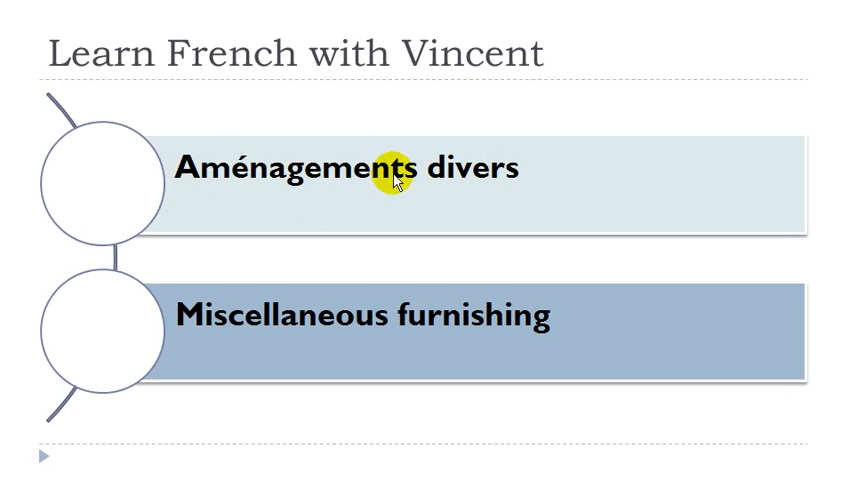 Learn French with Vincent
Aménagements divers
Miscellaneous furnishing